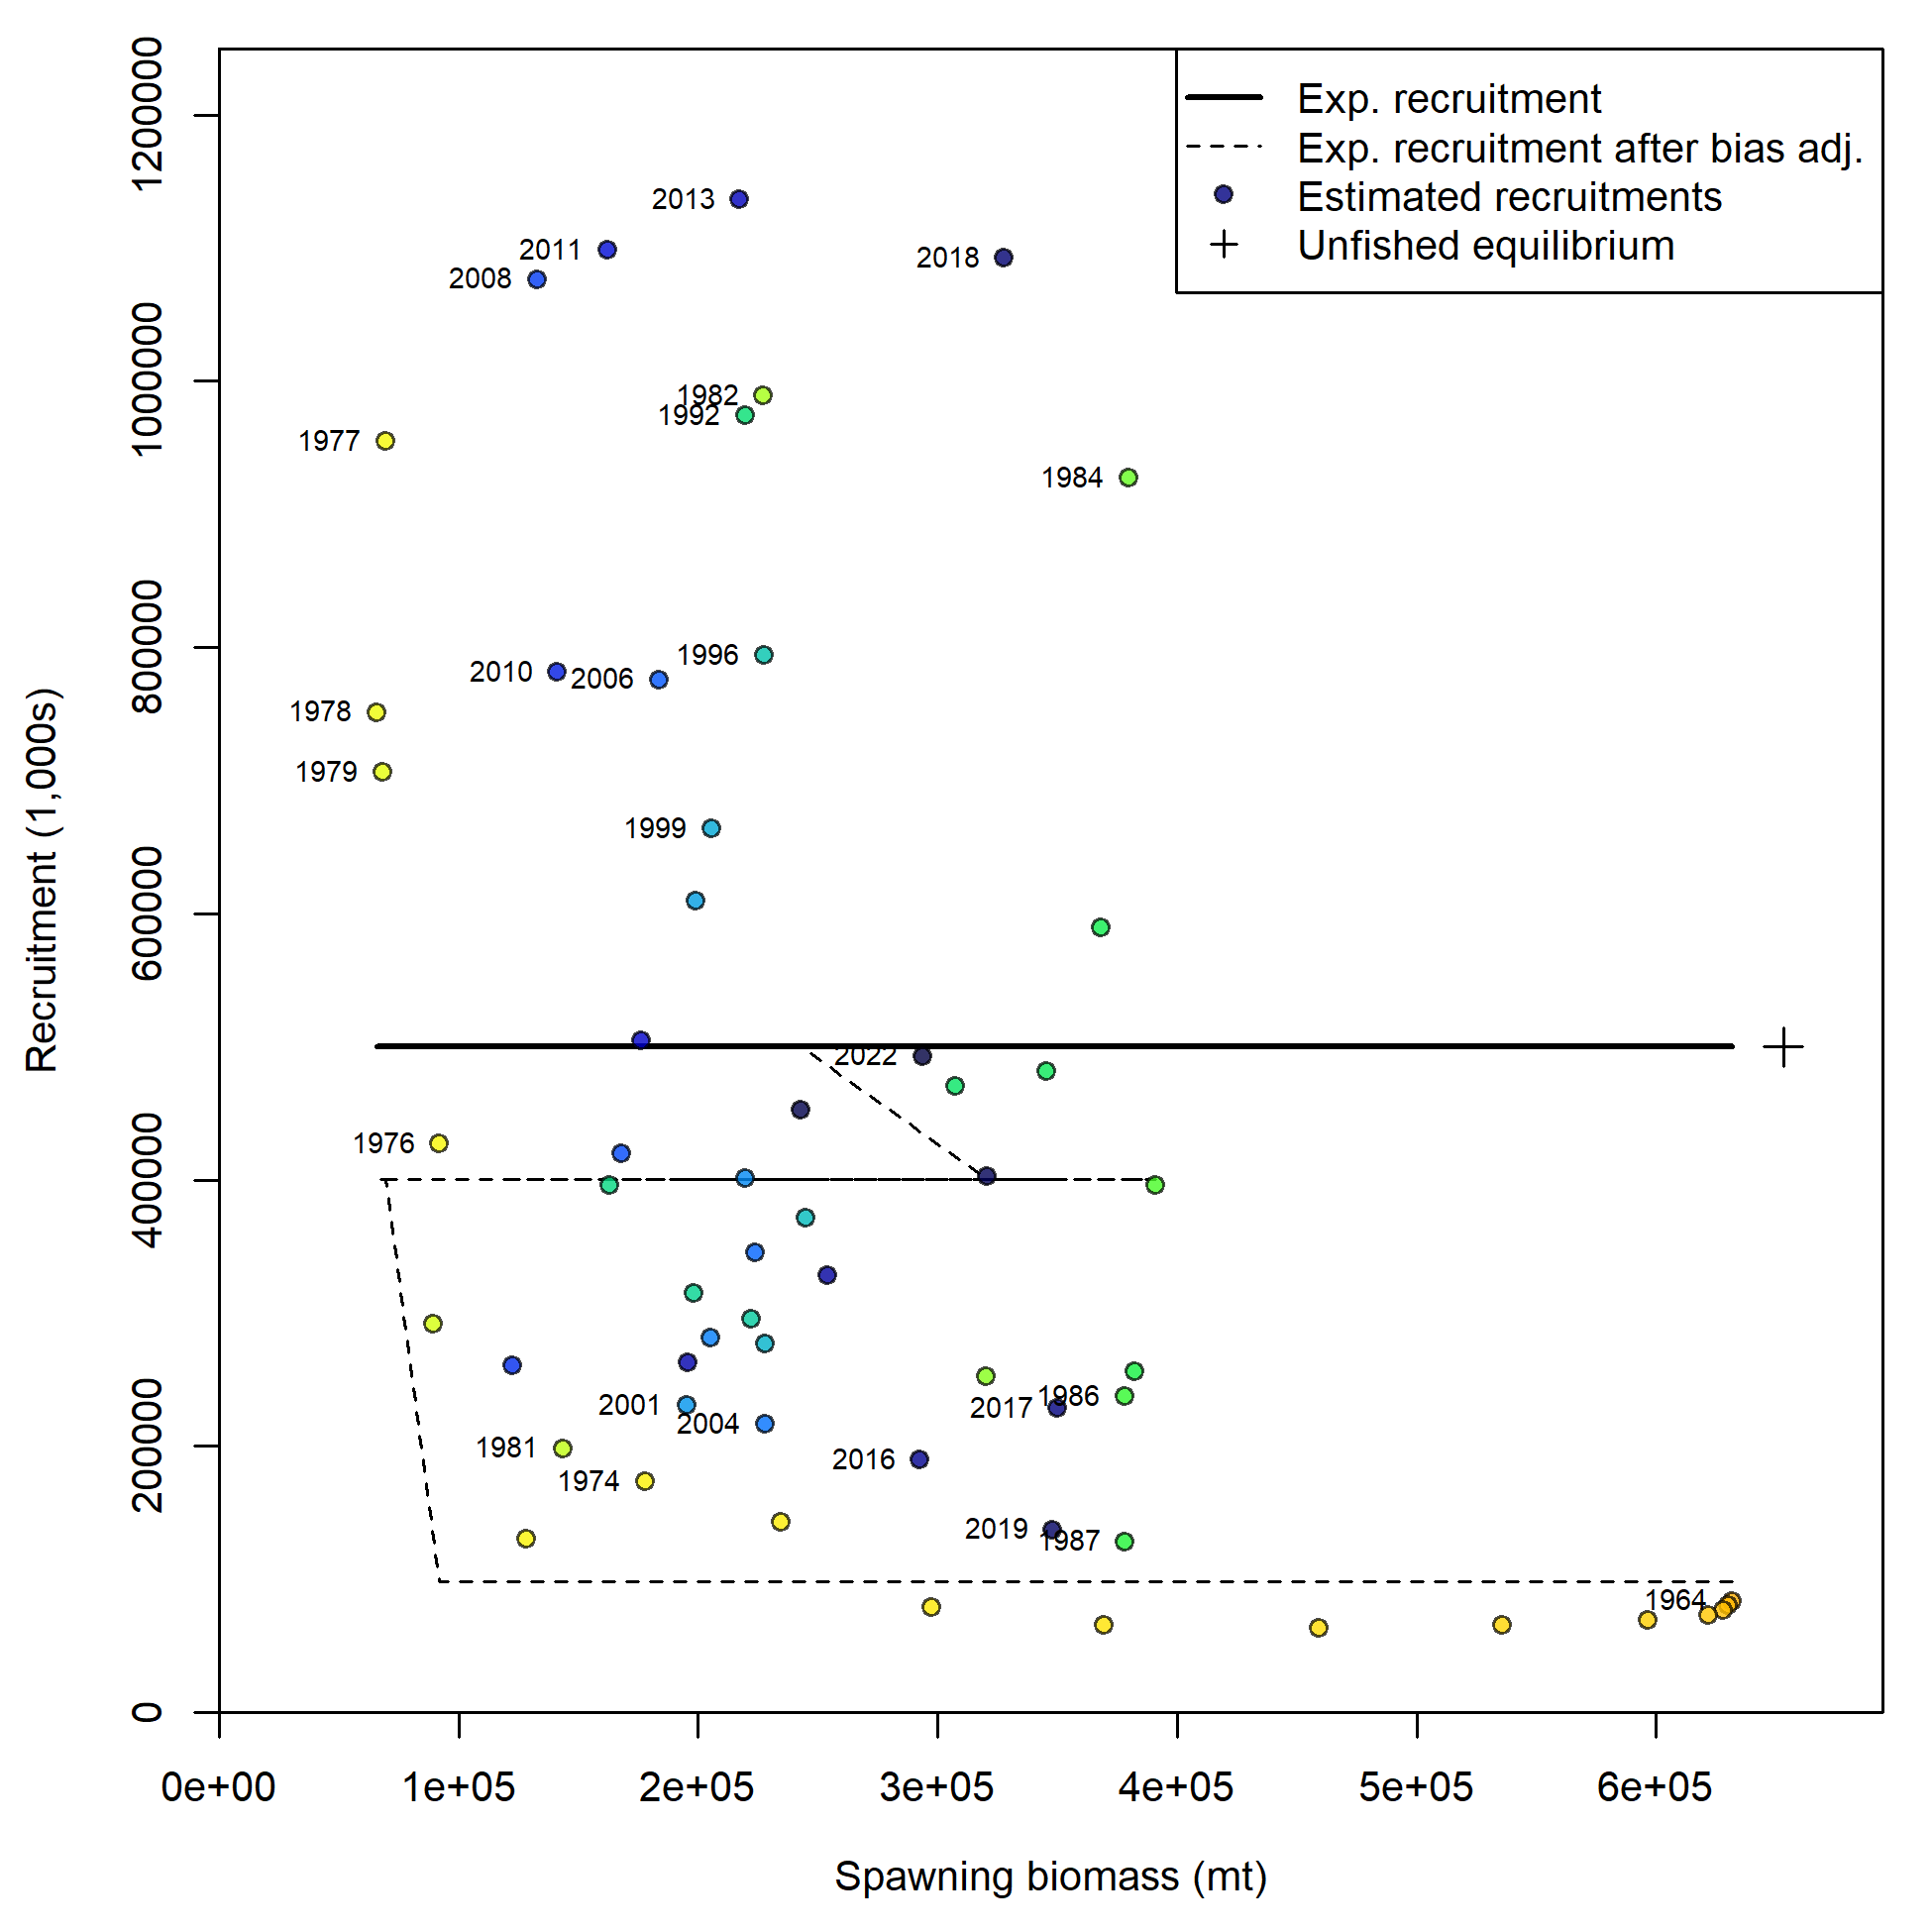 Exp. recruitment
Exp. recruitment after bias adj.
Estimated recruitments
Unfished equilibrium
1200000
1000000
800000
600000
400000
200000
0
Recruitment (1,000s)
2013
2011
2018
2008
1982
1992
1977
1984
1996
2010
2006
1978
1979
1999
2022
1976
1986
2001
2017
2004
1981
2016
1974
2019
1987
1964
0e+00
1e+05
2e+05
3e+05
4e+05
5e+05
6e+05
Spawning biomass (mt)